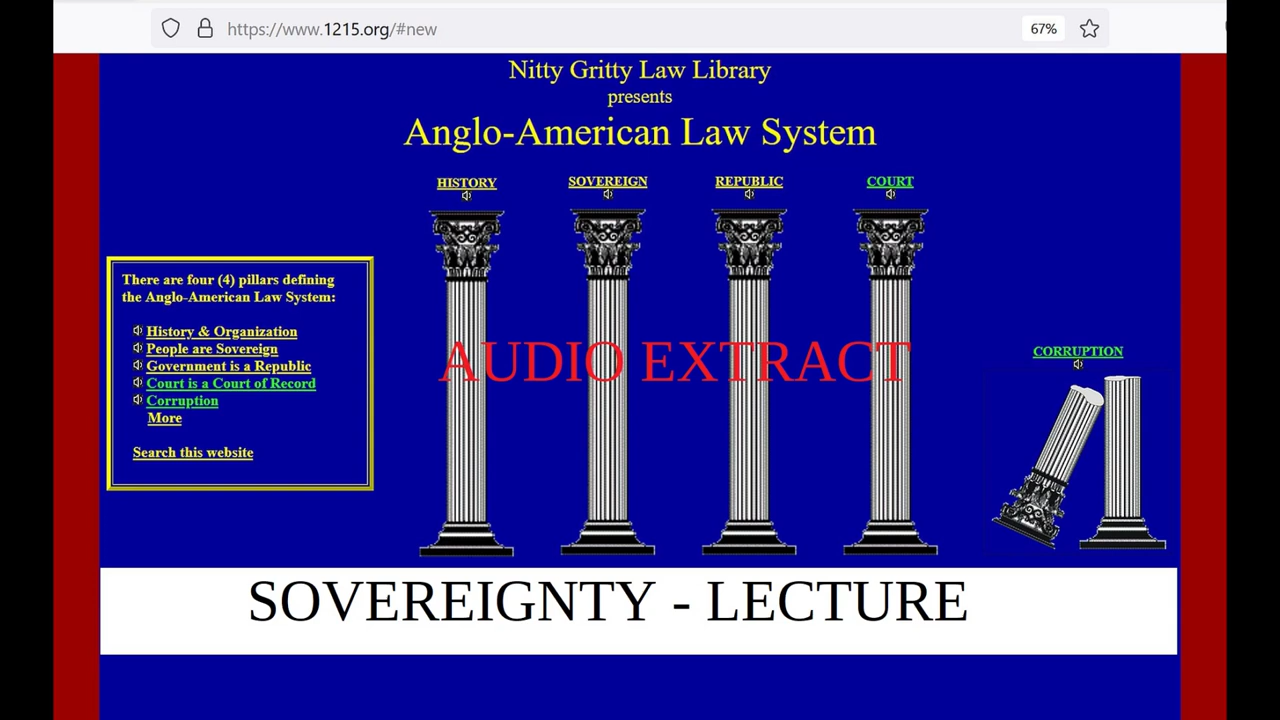 https://www.1215.org/#new
67%
Nitty Gritty Law Library
presents
Anglo-American Law System
HISTORY
SOVEREIGN
REPUBLIC
COURT
There are four (4) pillars defining
the Anglo-American Law System:
History & Organization
People are Sovereign
Government is a Republic
Court is a Court of Record
Corruption
More
Search this website
AUDIO EXTRACT
CORRUPTION
SOVEREIGNTY - LECTURE